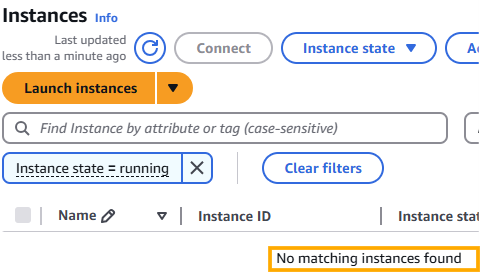 Instances Info
Last updated
less than a minute ago
Connect
Instance state
Launch instances
Find Instance by attribute or tag (case-sensitive)
Instance state = running
Clear filters
Name
Instance ID
Instance stat
No matching instances found